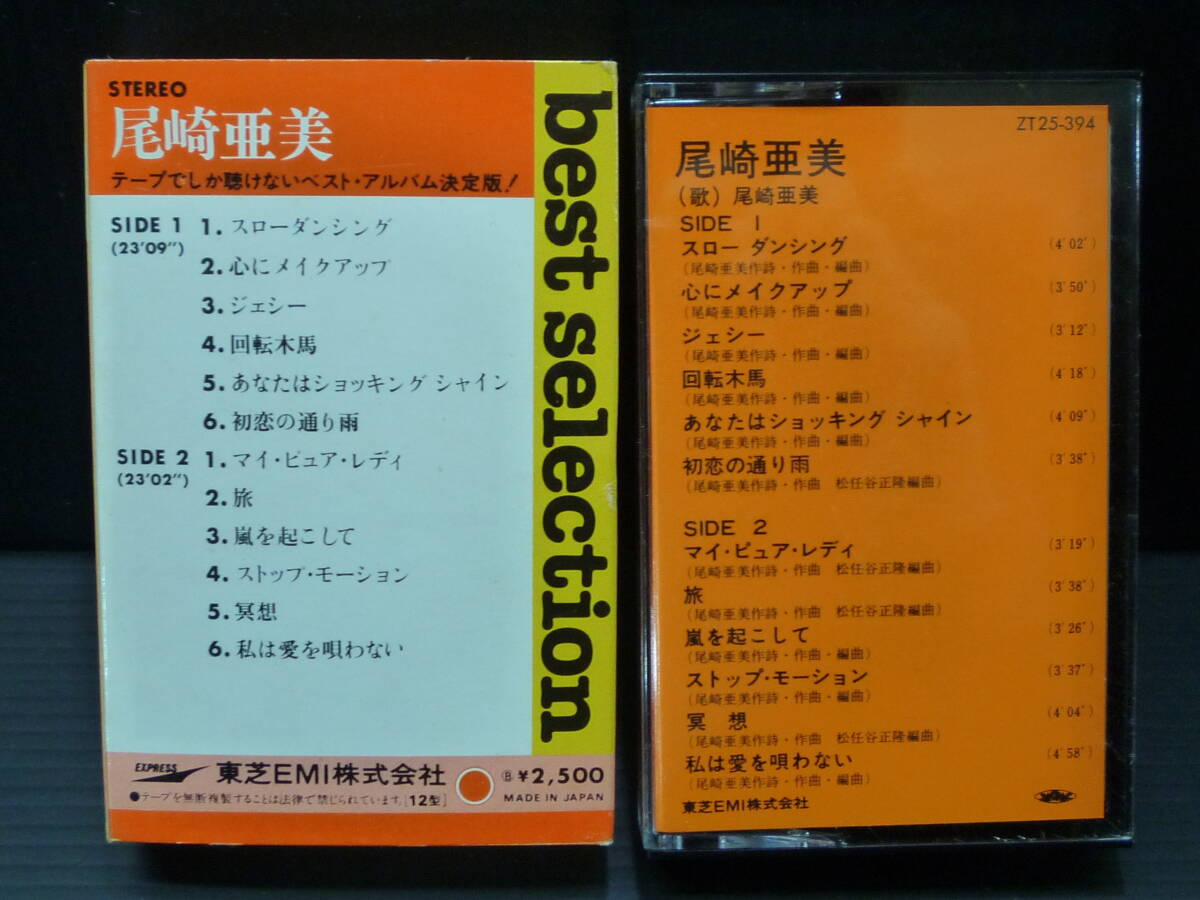 STEREO
尾崎亜美
テープでしか聴けないベスト・アルバム決定版!
SIDE 1 1. スローダンシング
(23'09")
2. 心にメイクアップ
3. ジェシー
4. 回転木馬
5. あなたはショッキング シャイン
6. 初恋の通り雨
SIDE 2 1. マイ・ピュア・レディ
(23'02")
2. 旅
3. 嵐を起こして
4. ストップ・モーション
5. 冥想
6. 私は愛を唄わない
EXPRESS 東芝EMI株式会社 Ⓑ ¥2,500
●テープを無断複製することは法律で禁じられています。[12型] MADE IN JAPAN
best selection
ZT25-394
尾崎亜美
(歌) 尾崎亜美
SIDE 1
スロー ダンシング (4'02")
(尾崎亜美作詩・作曲・編曲)
心にメイクアップ (3'50")
(尾崎亜美作詩・作曲・編曲)
ジェシー (3'12")
(尾崎亜美作詩・作曲・編曲)
回転木馬 (4'18")
(尾崎亜美作詩・作曲・編曲)
あなたはショッキング シャイン (4'09")
(尾崎亜美作詩・作曲・編曲)
初恋の通り雨 (3'38")
(尾崎亜美作詩・作曲 松任谷正隆編曲)
SIDE 2
マイ・ピュア・レディ (3'19")
(尾崎亜美作詩・作曲 松任谷正隆編曲)
旅 (3'38")
(尾崎亜美作詩・作曲 松任谷正隆編曲)
嵐を起こして (3'26")
(尾崎亜美作詩・作曲・編曲)
ストップ・モーション (3'37")
(尾崎亜美作詩・作曲・編曲)
冥 想 (4'04")
(尾崎亜美作詩・作曲 松任谷正隆編曲)
私は愛を唄わない (4'58")
(尾崎亜美作詩・作曲・編曲)
東芝EMI株式会社